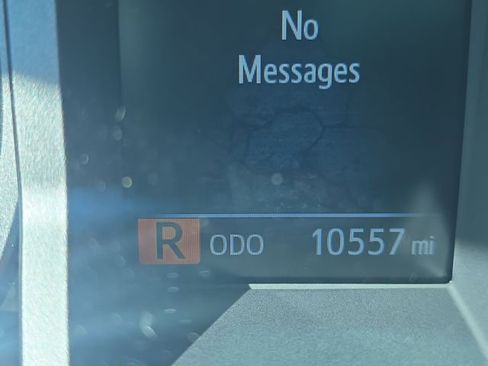 No
Messages
R ODO 10557 mi